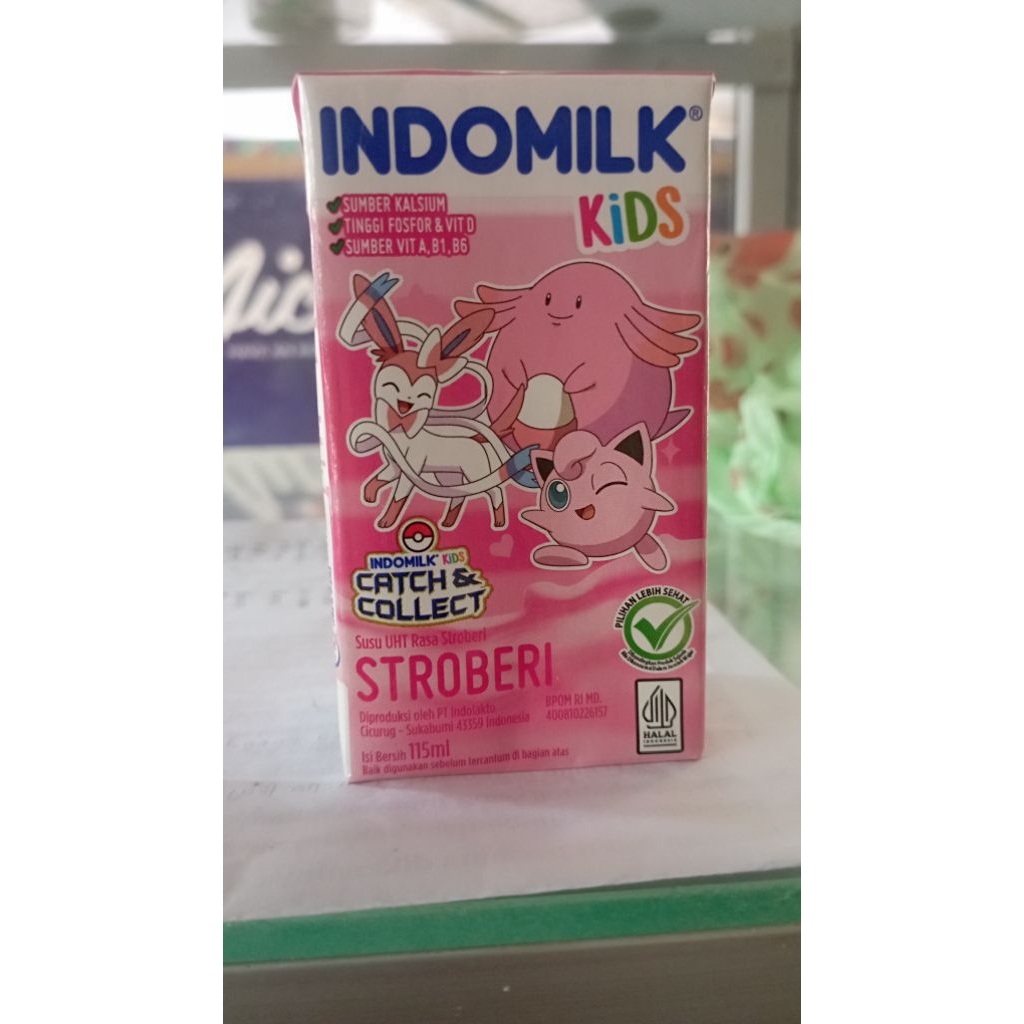 INDOMILK®
KiDS
SUMBER KALSIUM
TINGGI FOSFOR & VIT D
SUMBER VIT A, B1, B6
INDOMILK KiDS
CATCH &
COLLECT
PILIHAN LEBIH SEHAT
Susu UHT Rasa Stroberi
STROBERI
Diproduksi oleh PT Indolakto
Cicurug - Sukabumi 43359 Indonesia
BPOM RI MD.
400810226157
HALAL
INDONESIA
Isi Bersih 115ml
Baik digunakan sebelum tercantum di bagian atas